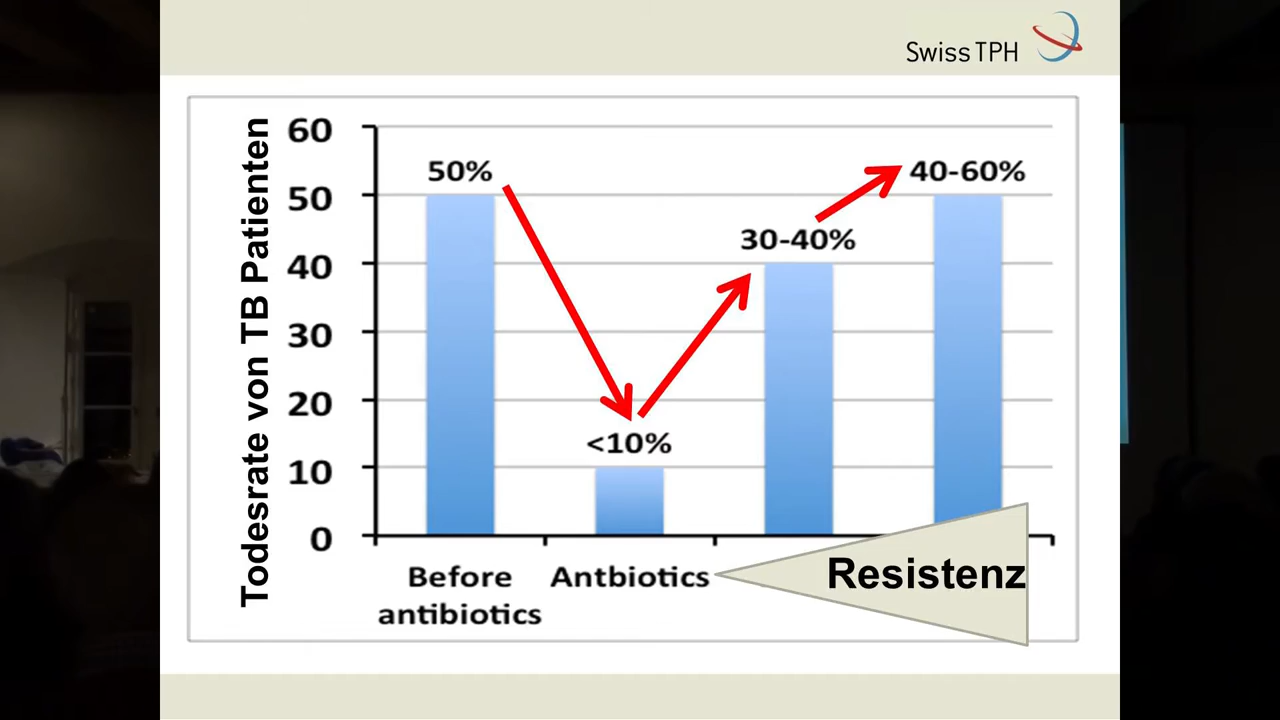 Swiss TPH
Todesrate von TB Patienten
60
50
40
30
20
10
0
50%
<10%
30-40%
40-60%
Before
antibiotics
Antbiotics
Resistenz